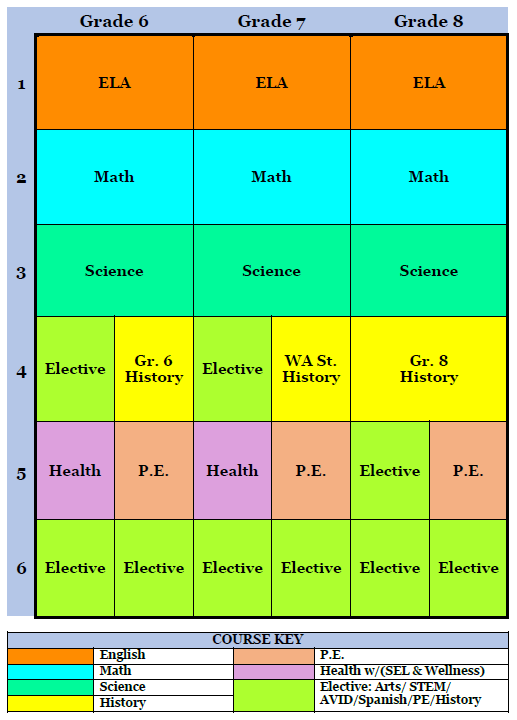 Grade 6 Grade 7 Grade 8
1 ELA ELA ELA
2 Math Math Math
3 Science Science Science
4 Elective Gr. 6 History Elective WA St. History Gr. 8 History
5 Health P.E. Health P.E. Elective P.E.
6 Elective Elective Elective Elective Elective Elective
COURSE KEY
English P.E.
Math Health w/(SEL & Wellness)
Science Elective: Arts/ STEM/
History AVID/Spanish/PE/History